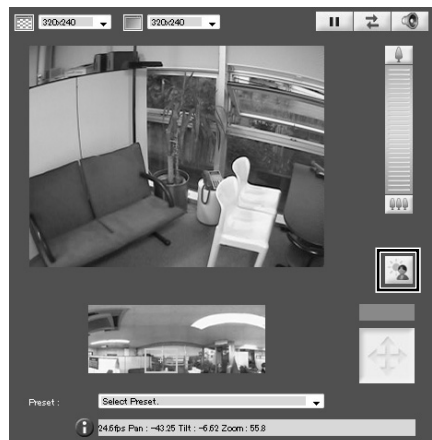 320x240 320x240
Preset : Select Preset.
24.6fps Pan : -43.25 Tilt : -6.62 Zoom : 55.8